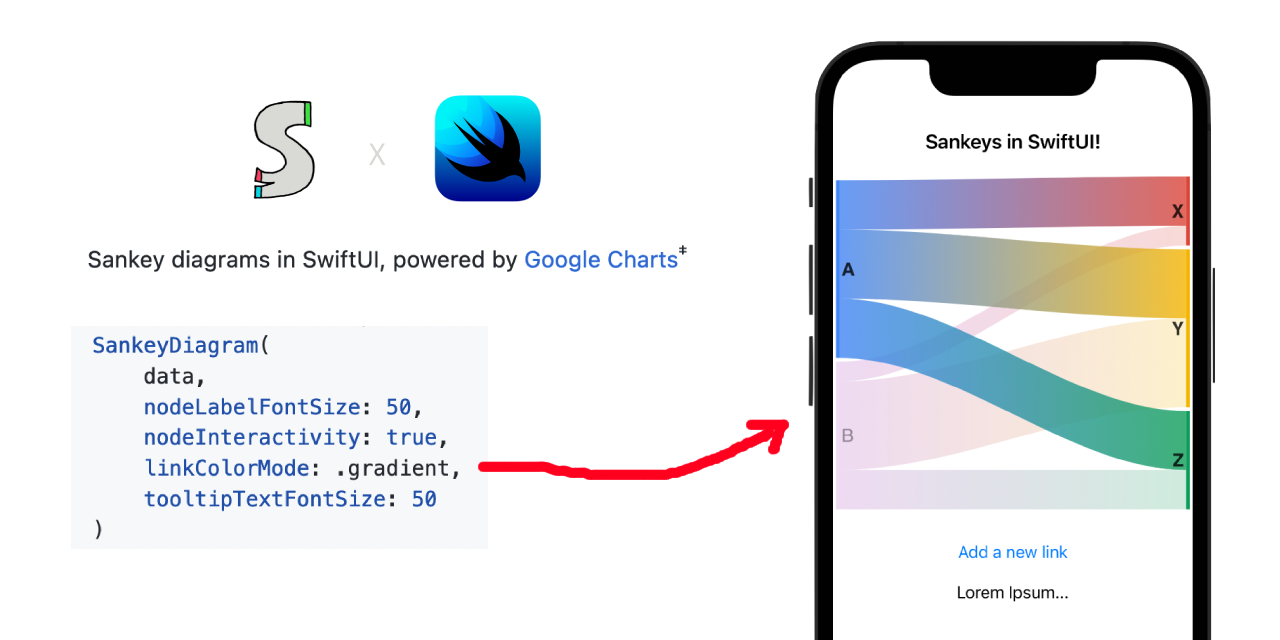 S x
Sankey diagrams in SwiftUI, powered by Google Charts‡
SankeyDiagram(
    data,
    nodeLabelFontSize: 50,
    nodeInteractivity: true,
    linkColorMode: .gradient,
    tooltipTextFontSize: 50
)
Sankeys in SwiftUI!
X
A
Y
B
Z
Add a new link
Lorem Ipsum...